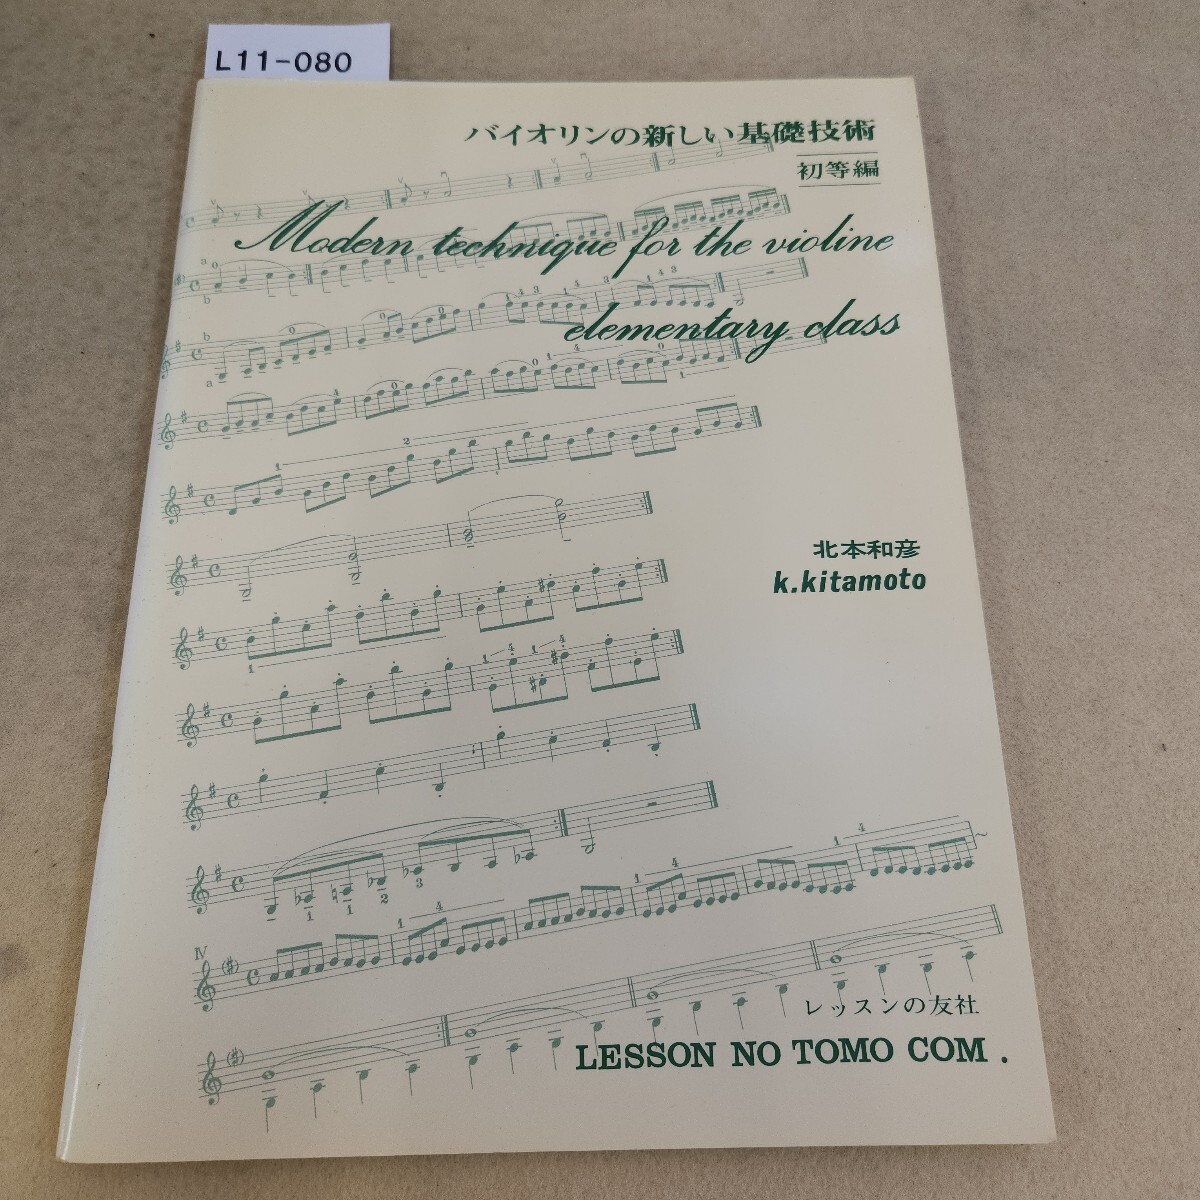 L11-080
バイオリンの新しい基礎技術
初等編
Modern technique for the violine
elementary class
北本和彦
k.kitamoto
レッスンの友社
LESSON NO TOMO COM .